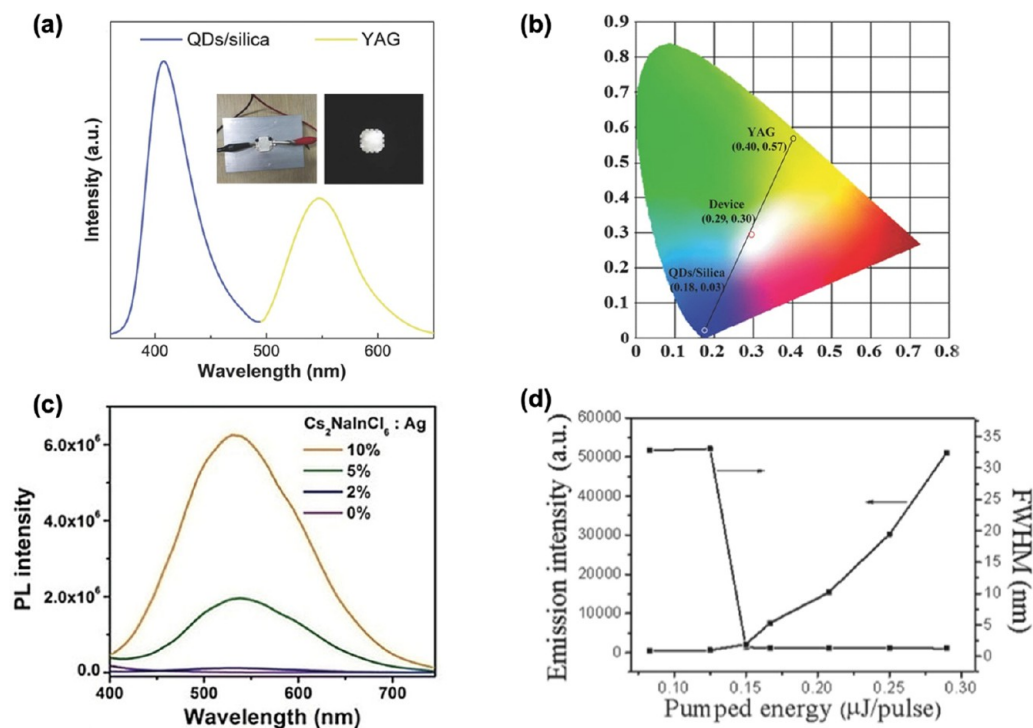 (a)
QDs/silica
YAG
Intensity (a.u.)
400
500
600
Wavelength (nm)
(b)
0.9
0.8
0.7
0.6
0.5
0.4
0.3
0.2
0.1
0
YAG
(0.40, 0.57)
Device
(0.29, 0.30)
QDs/Silica
(0.18, 0.03)
0 0.1 0.2 0.3 0.4 0.5 0.6 0.7 0.8
(c)
Cs2NaInCl6 : Ag
10%
5%
2%
0%
PL intensity
6.0x10⁶
2.0x10⁶
0.0
400 500 600 700
Wavelength (nm)
(d)
Emission intensity (a.u.)
60000
50000
40000
30000
20000
10000
0
FWHM (nm)
35
30
25
20
15
10
5
0
0.10 0.15 0.20 0.25 0.30
Pumped energy (μJ/pulse)